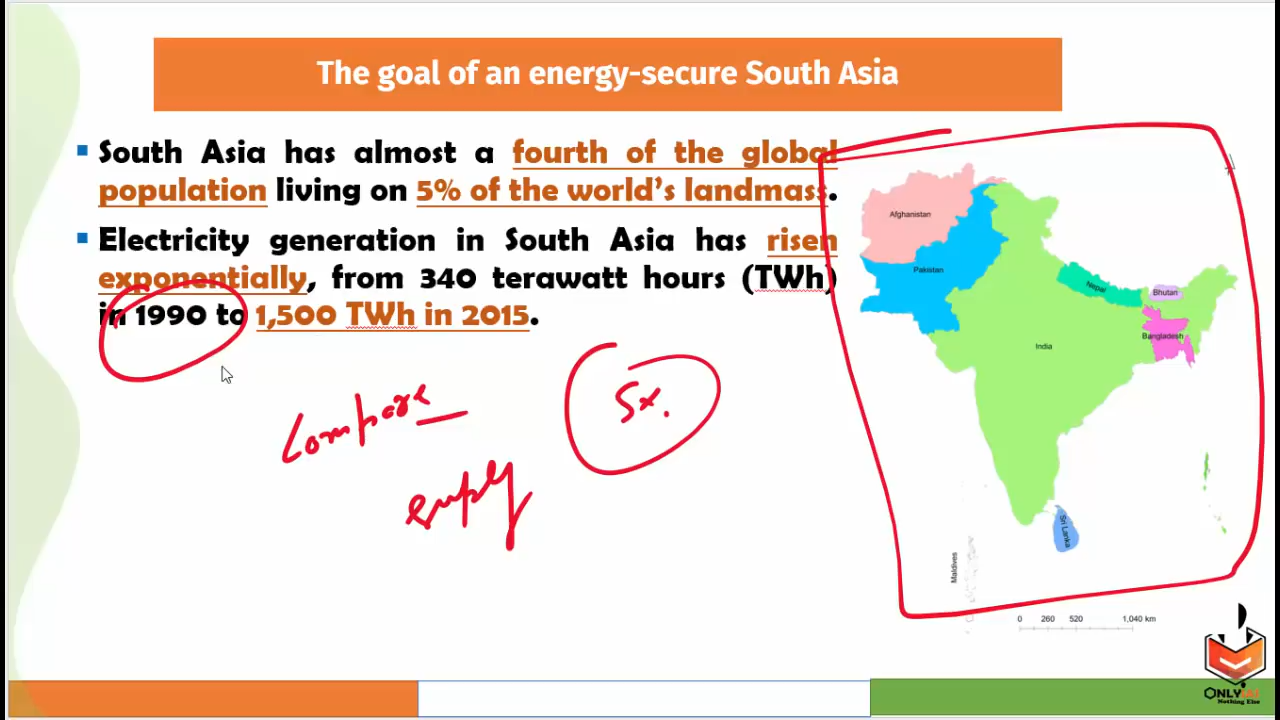 The goal of an energy-secure South Asia
South Asia has almost a fourth of the global
population living on 5% of the world's landmass.
Electricity generation in South Asia has risen
exponentially, from 340 terawatt hours (TWh)
in 1990 to 1,500 TWh in 2015.
Compare
5x.
Afghanistan
Pakistan
Nepal
Bhutan
Bangladesh
India
Sri Lanka
Maldives
0 260 520 1,040 km
Nothing Else